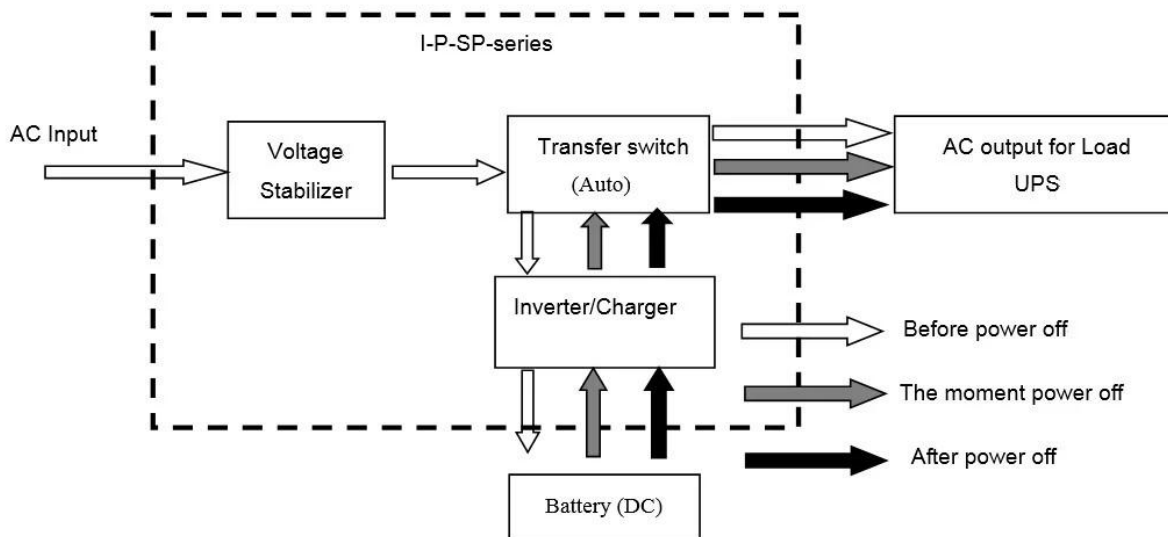 I-P-SP-series
AC Input
Voltage
Stabilizer
Transfer switch
(Auto)
AC output for Load
UPS
Inverter/Charger
Before power off
The moment power off
After power off
Battery (DC)